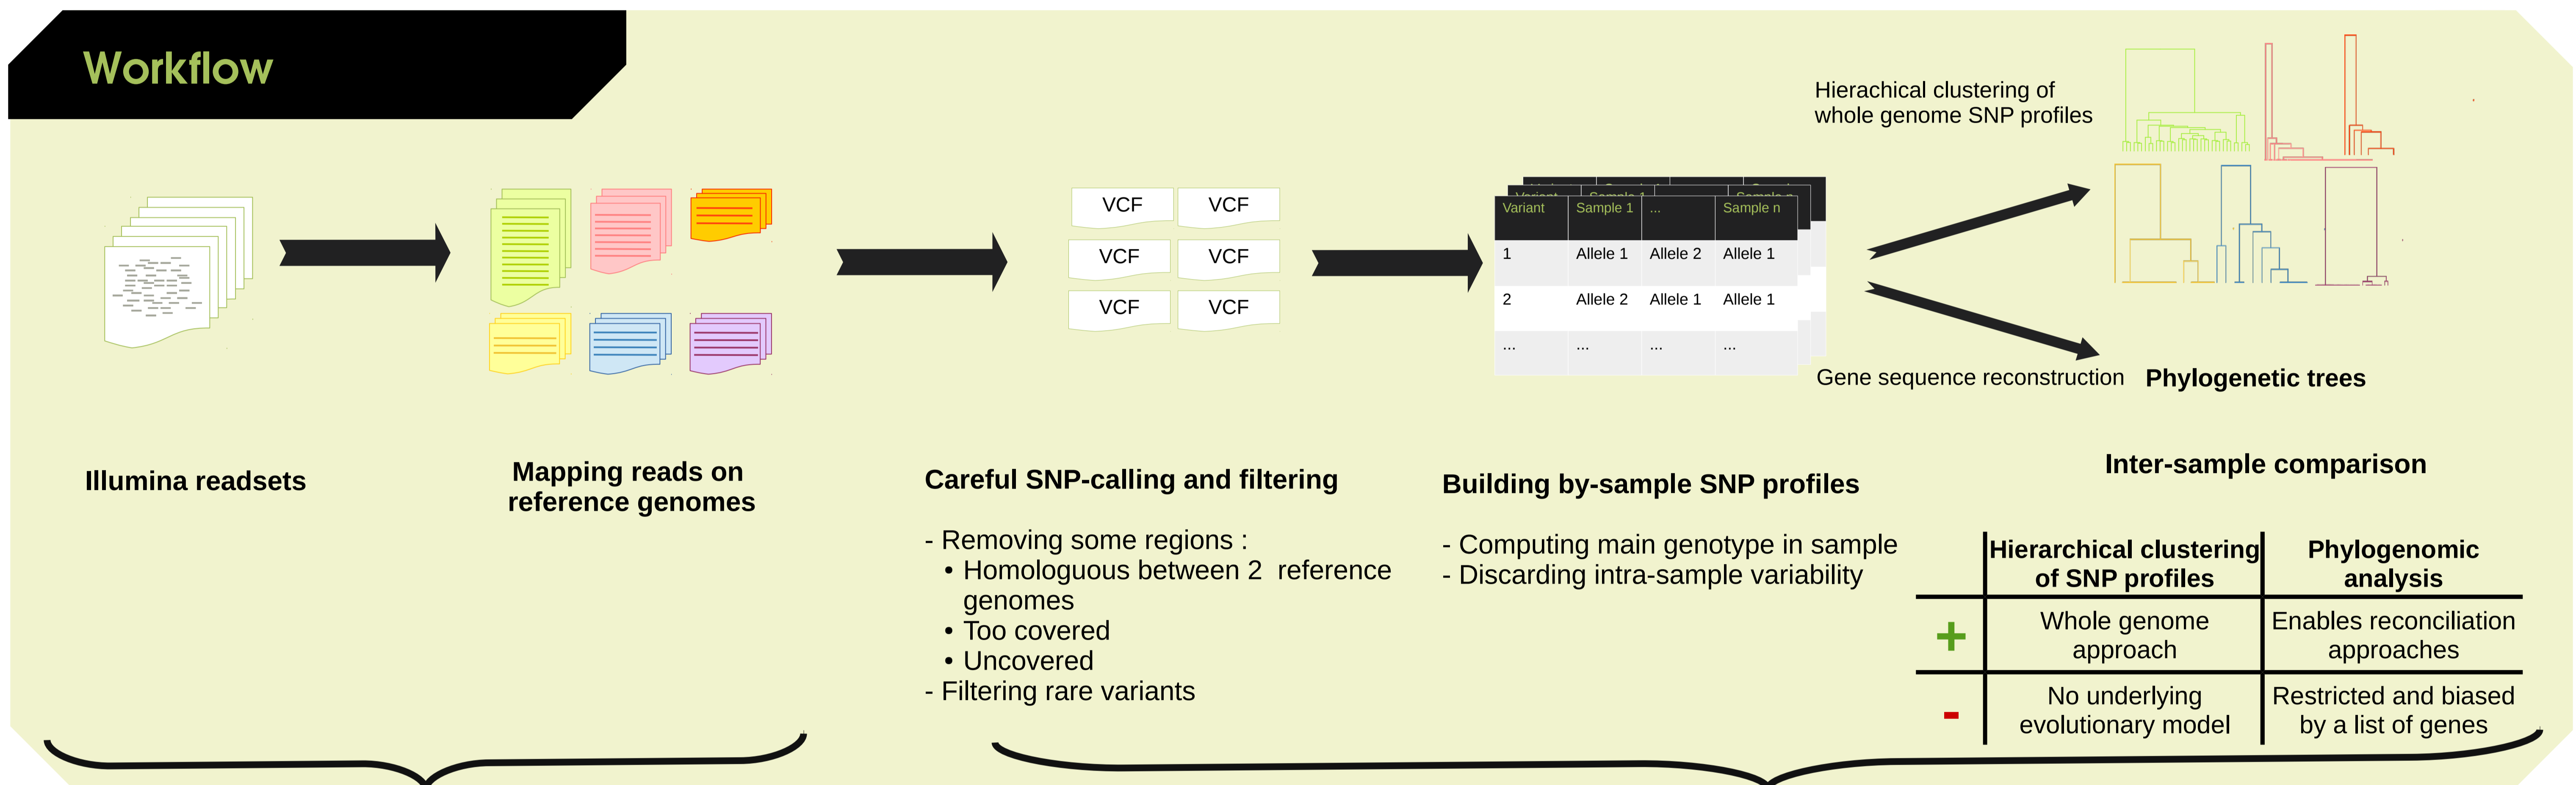 Workflow
Hierachical clustering of
whole genome SNP profiles
VCF VCF
VCF VCF
VCF VCF
Variant Sample 1 ... Sample n
1 Allele 1 Allele 2 Allele 1
2 Allele 2 Allele 1 Allele 1
... ... ... ...
Gene sequence reconstruction Phylogenetic trees
Illumina readsets
Mapping reads on
reference genomes
Careful SNP-calling and filtering
- Removing some regions :
• Homologuous between 2 reference
genomes
• Too covered
• Uncovered
- Filtering rare variants
Building by-sample SNP profiles
- Computing main genotype in sample
- Discarding intra-sample variability
Inter-sample comparison
Hierarchical clustering
of SNP profiles
Phylogenomic
analysis
+
Whole genome
approach
Enables reconciliation
approaches
-
No underlying
evolutionary model
Restricted and biased
by a list of genes